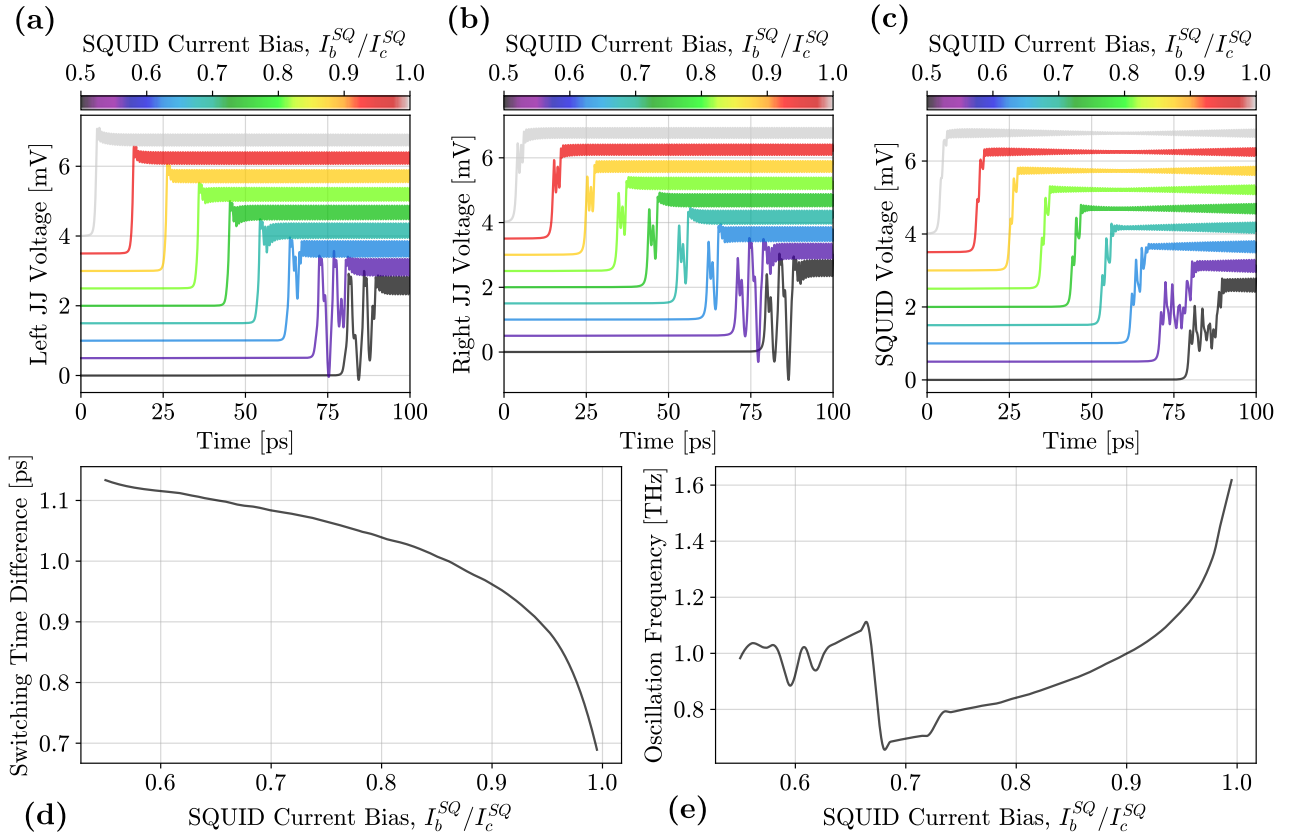 (a)
SQUID Current Bias, I_b^{SQ}/I_c^{SQ}
0.5 0.6 0.7 0.8 0.9 1.0
Left JJ Voltage [mV]
6
4
2
0
0 25 50 75 100
Time [ps]
(b)
SQUID Current Bias, I_b^{SQ}/I_c^{SQ}
0.5 0.6 0.7 0.8 0.9 1.0
Right JJ Voltage [mV]
6
4
2
0
0 25 50 75 100
Time [ps]
(c)
SQUID Current Bias, I_b^{SQ}/I_c^{SQ}
0.5 0.6 0.7 0.8 0.9 1.0
SQUID Voltage [mV]
6
4
2
0
0 25 50 75 100
Time [ps]
Switching Time Difference [ps]
1.1
1.0
0.9
0.8
0.7
0.6 0.7 0.8 0.9 1.0
(d)
SQUID Current Bias, I_b^{SQ}/I_c^{SQ}
Oscillation Frequency [THz]
1.6
1.4
1.2
1.0
0.8
0.6 0.7 0.8 0.9 1.0
(e)
SQUID Current Bias, I_b^{SQ}/I_c^{SQ}